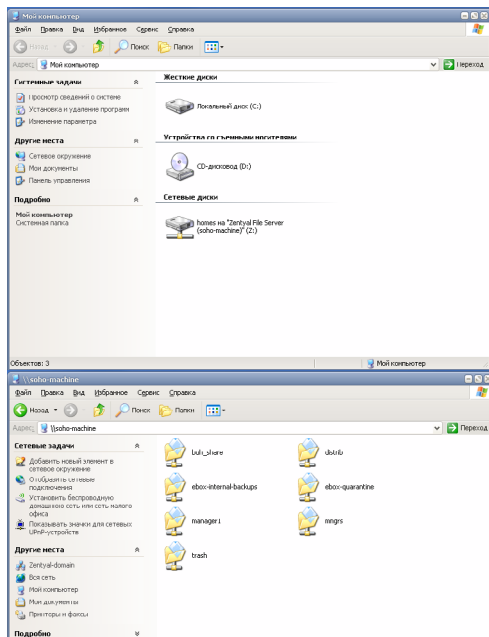 Мой компьютер
Файл Правка Вид Избранное Сервис Справка
Назад Поиск Папки
Адрес: Мой компьютер Переход
Системные задачи
Просмотр сведений о системе
Установка и удаление программ
Изменение параметра
Другие места
Сетевое окружение
Мои документы
Панель управления
Подробно
Мой компьютер
Системная папка
Жесткие диски
Локальный диск (C:)
Устройства со съемными носителями
CD-дисковод (D:)
Сетевые диски
homes на "Zentyal File Server
(soho-machine)" (Z:)
Объектов: 3 Мой компьютер
\\soho-machine
Файл Правка Вид Избранное Сервис Справка
Назад Поиск Папки
Адрес: \\soho-machine Переход
Сетевые задачи
Добавить новый элемент в
сетевое окружение
Отобразить сетевые
подключения
Установить беспроводную
домашнюю сеть или сеть малого
офиса
Показывать значки для сетевых
UPnP-устройств
Другие места
Zentyal-domain
Вся сеть
Мой компьютер
Мои документы
Принтеры и факсы
Подробно
buh_share distrib
ebox-internal-backups ebox-quarantine
manager1 mngrs
trash